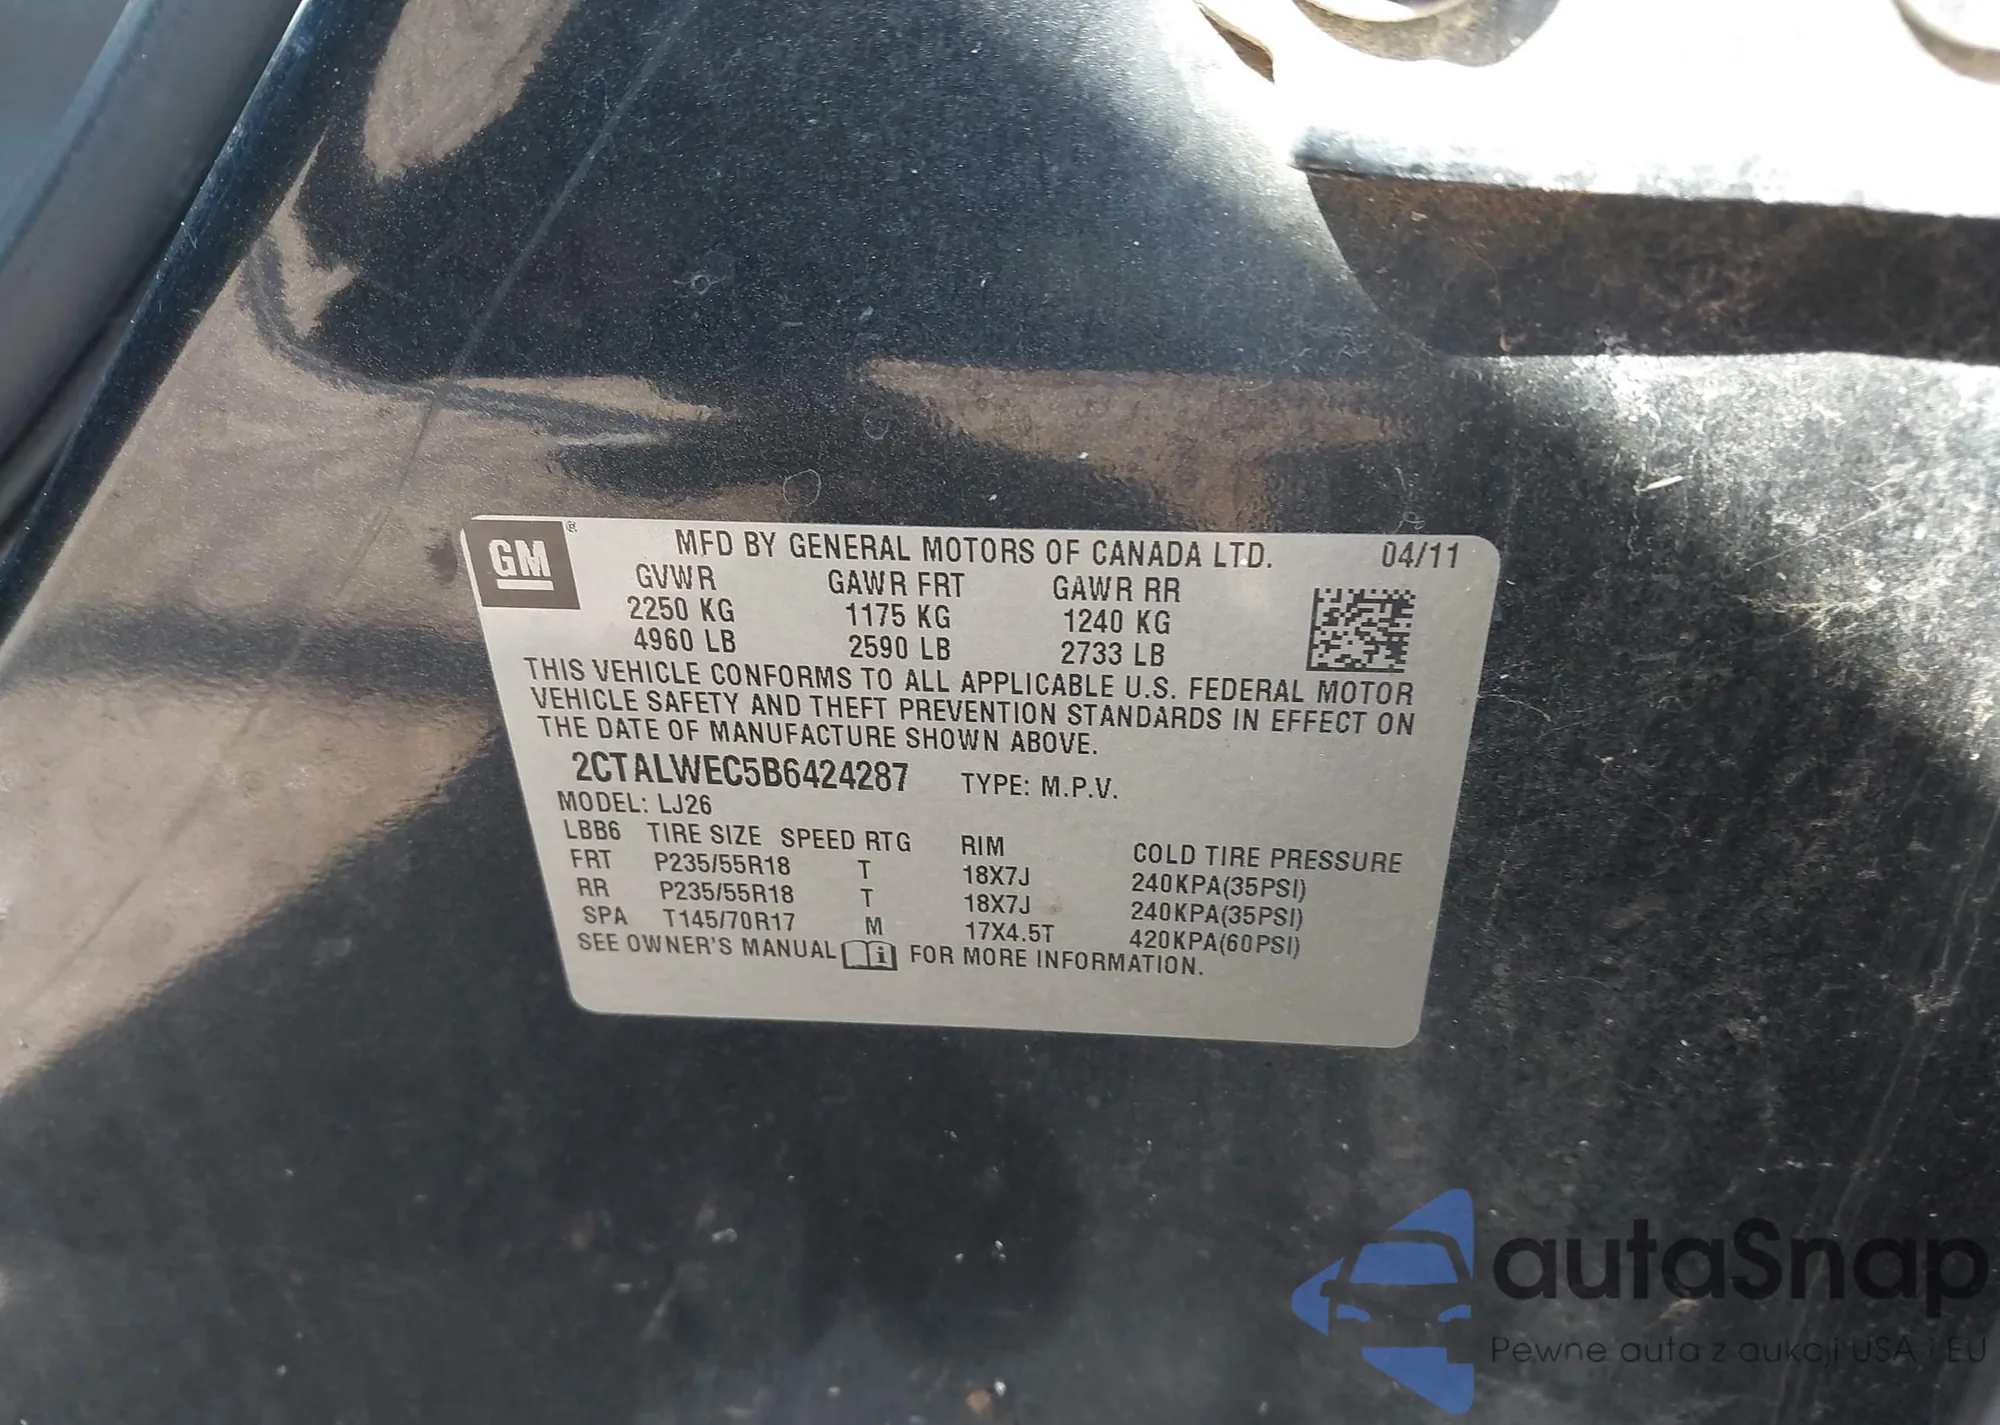 GM ® MFD BY GENERAL MOTORS OF CANADA LTD. 04/11
GVWR GAWR FRT GAWR RR
2250 KG 1175 KG 1240 KG
4960 LB 2590 LB 2733 LB
THIS VEHICLE CONFORMS TO ALL APPLICABLE U.S. FEDERAL MOTOR
VEHICLE SAFETY AND THEFT PREVENTION STANDARDS IN EFFECT ON
THE DATE OF MANUFACTURE SHOWN ABOVE.
2CTALWEC5B6424287 TYPE: M.P.V.
MODEL: LJ26
LBB6 TIRE SIZE SPEED RTG RIM COLD TIRE PRESSURE
FRT P235/55R18 T 18X7J 240KPA(35PSI)
RR P235/55R18 T 18X7J 240KPA(35PSI)
SPA T145/70R17 M 17X4.5T 420KPA(60PSI)
SEE OWNER'S MANUAL i FOR MORE INFORMATION.
autaSnap
Pewne auta z aukcji USA i EU